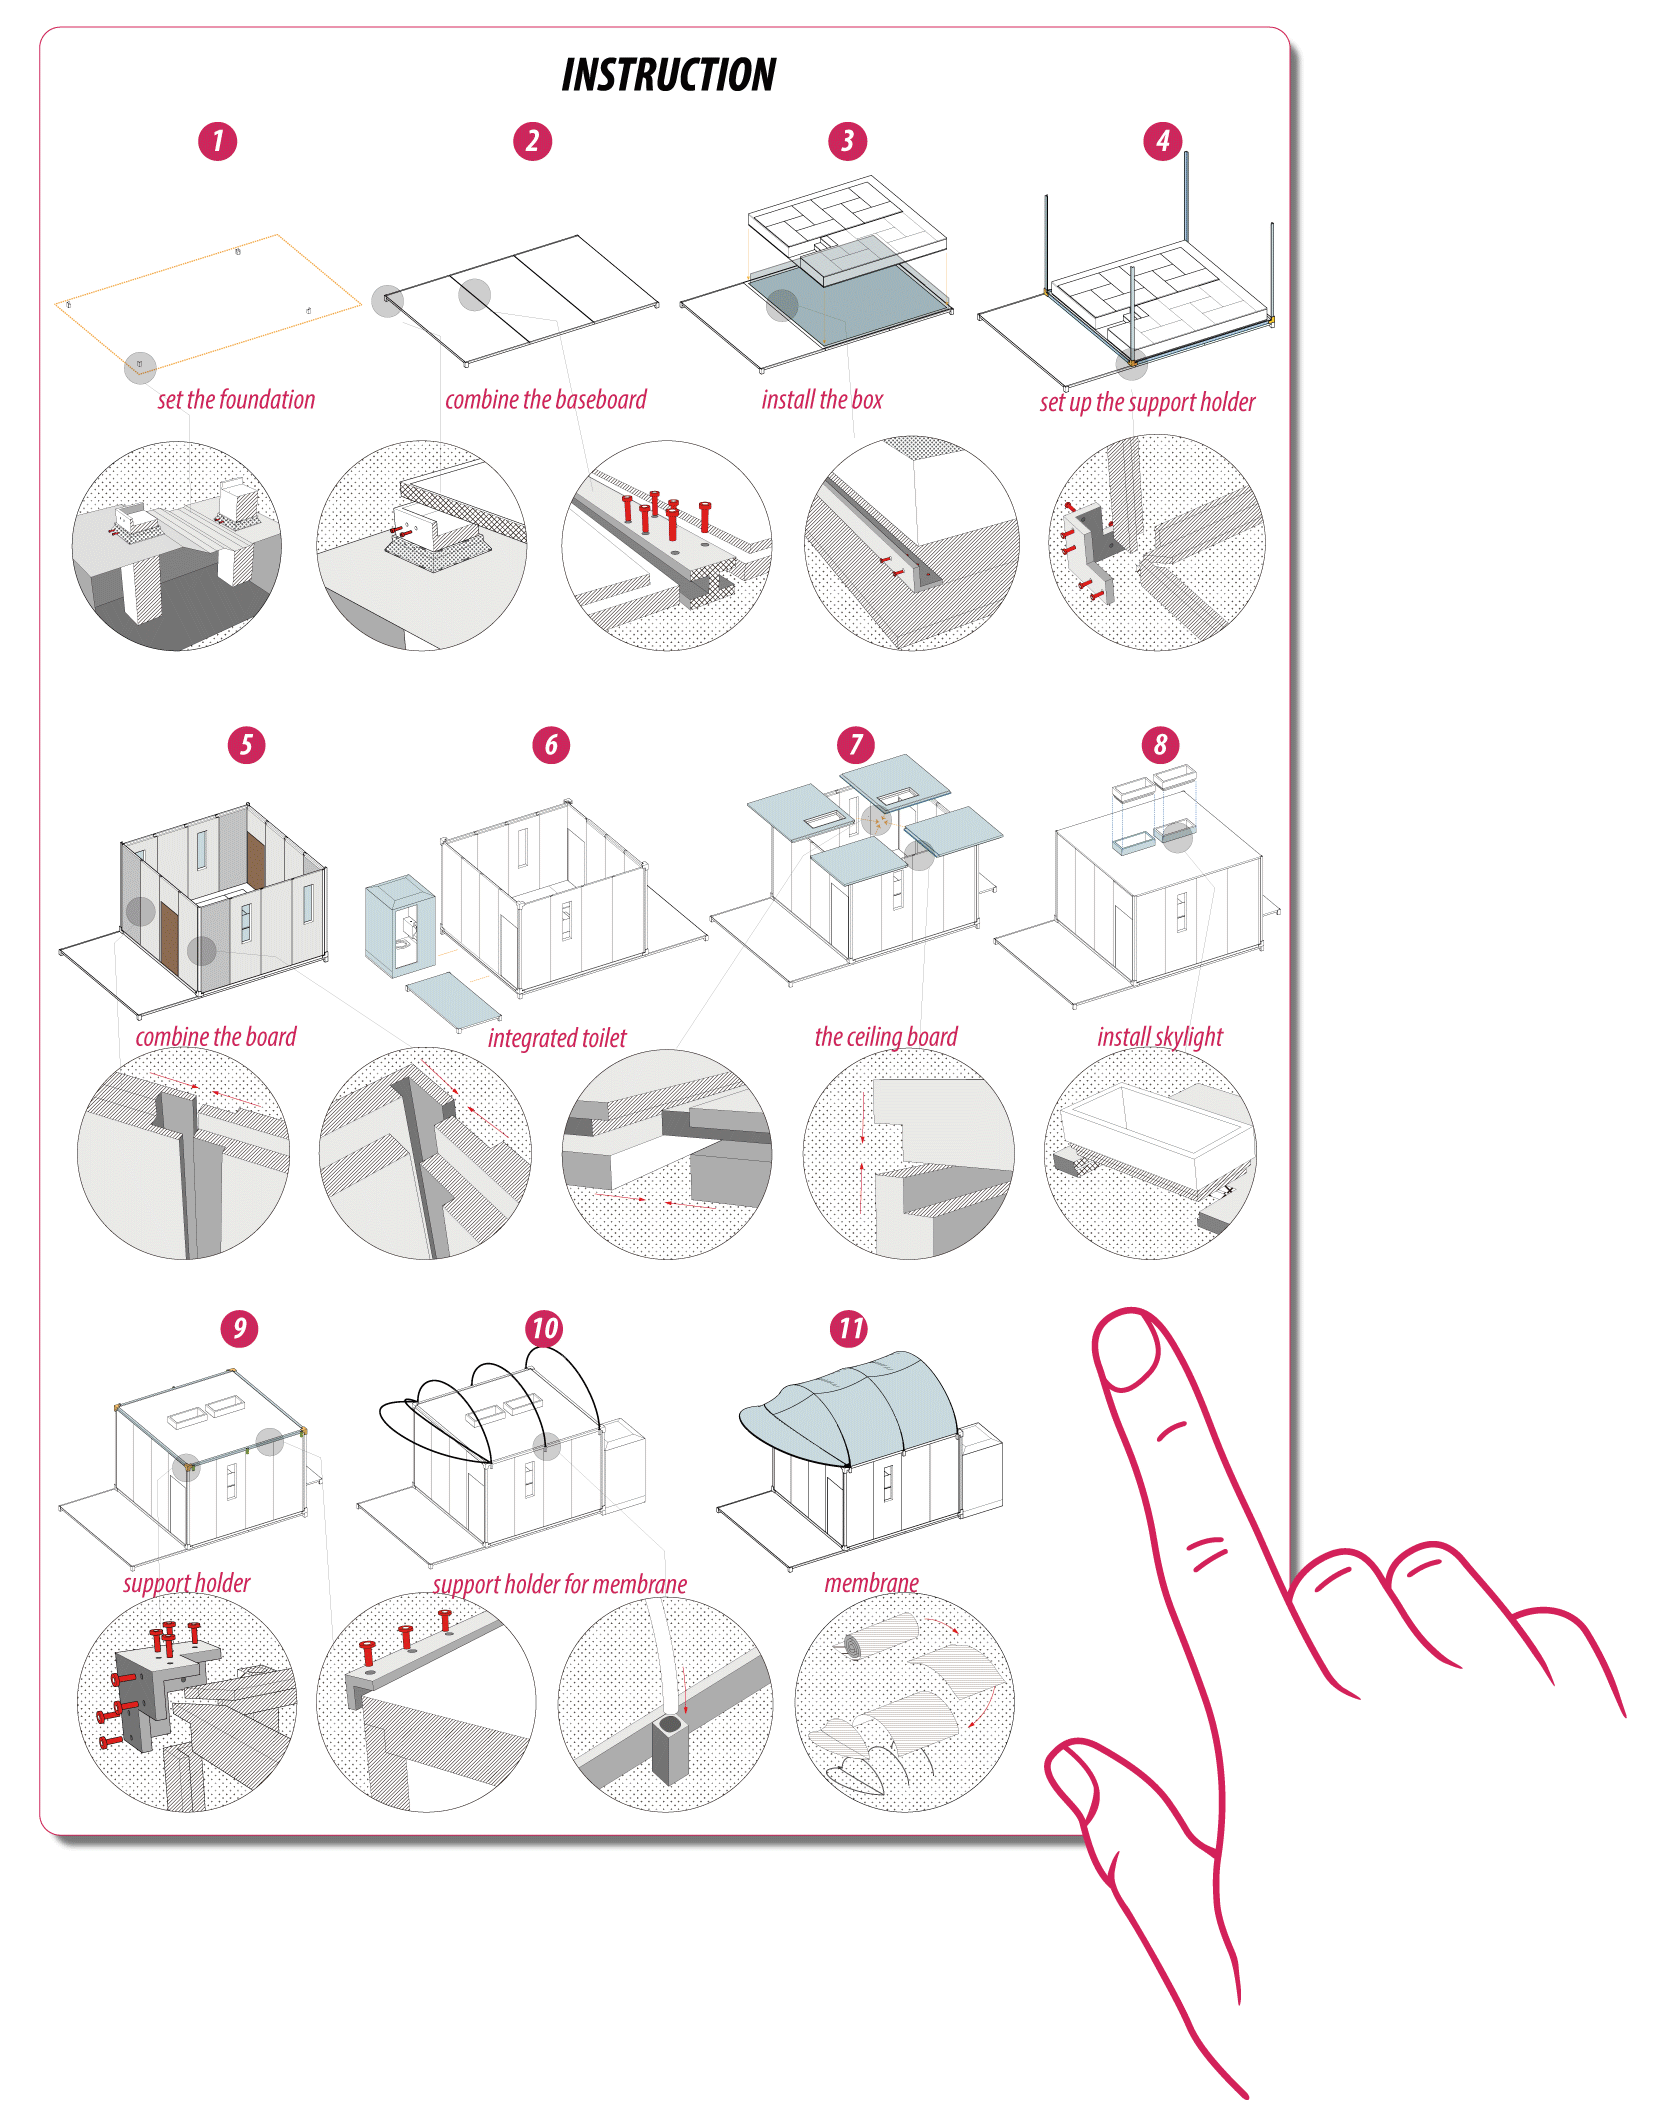 INSTRUCTION
1
2
3
4
set the foundation
combine the baseboard
install the box
set up the support holder
5
6
7
8
combine the board
integrated toilet
the ceiling board
install skylight
9
10
11
support holder
support holder for membrane
membrane